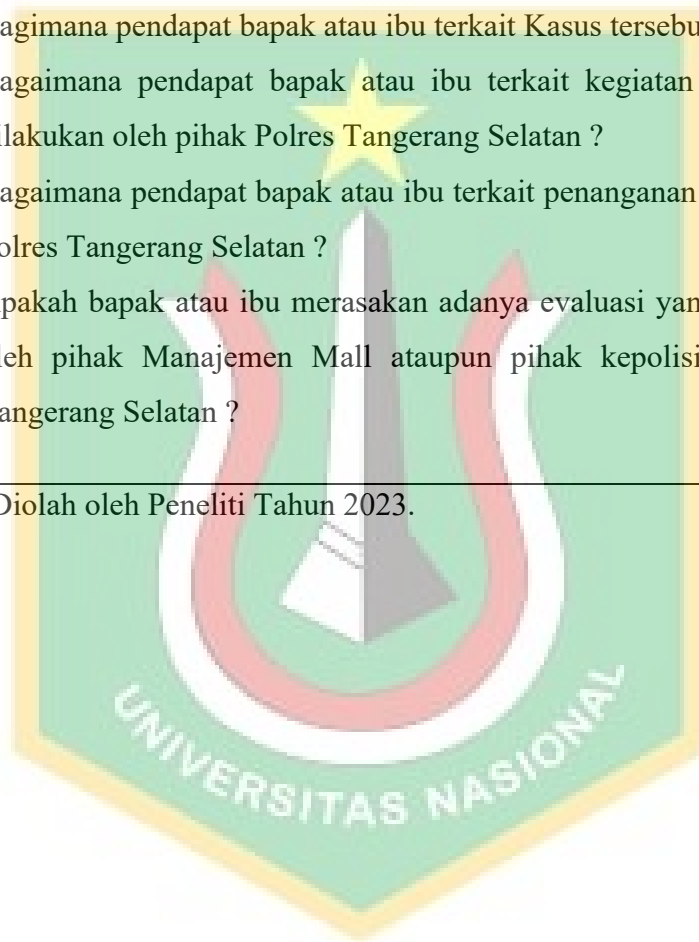 agimana pendapat bapak atau ibu terkait Kasus tersebu
agaimana pendapat bapak atau ibu terkait kegiatan
ilakukan oleh pihak Polres Tangerang Selatan ?
agaimana pendapat bapak atau ibu terkait penanganan
olres Tangerang Selatan ?
pakah bapak atau ibu merasakan adanya evaluasi yan
leh pihak Manajemen Mall ataupun pihak kepolisi
angerang Selatan ?
Diolah oleh Peneliti Tahun 2023.
UNIVERSITAS NASIONAL